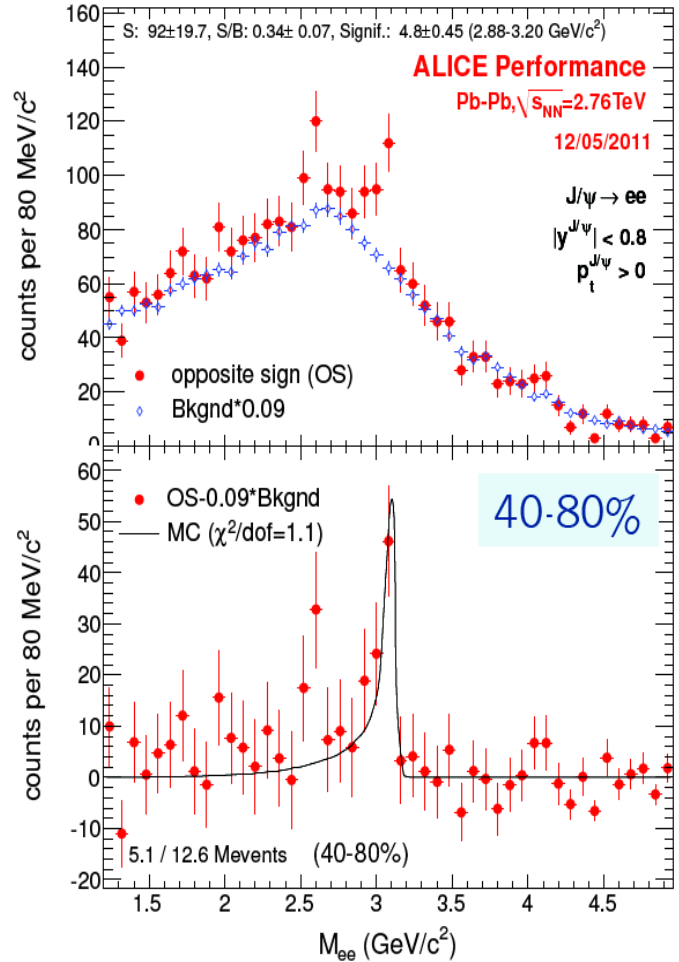 S: 92±19.7, S/B: 0.34± 0.07, Signif.: 4.8±0.45 (2.88-3.20 GeV/c²)
ALICE Performance
Pb-Pb,√s_NN=2.76TeV
12/05/2011
J/ψ → ee
|y^J/ψ| < 0.8
p_t^J/ψ > 0
counts per 80 MeV/c²
160
140
120
100
80
60
40
20
0
opposite sign (OS)
Bkgnd*0.09
counts per 80 MeV/c²
60
50
40
30
20
10
0
-10
-20
OS-0.09*Bkgnd
MC (χ²/dof=1.1)
40-80%
5.1 / 12.6 Mevents (40-80%)
1.5 2 2.5 3 3.5 4 4.5
M_ee (GeV/c²)